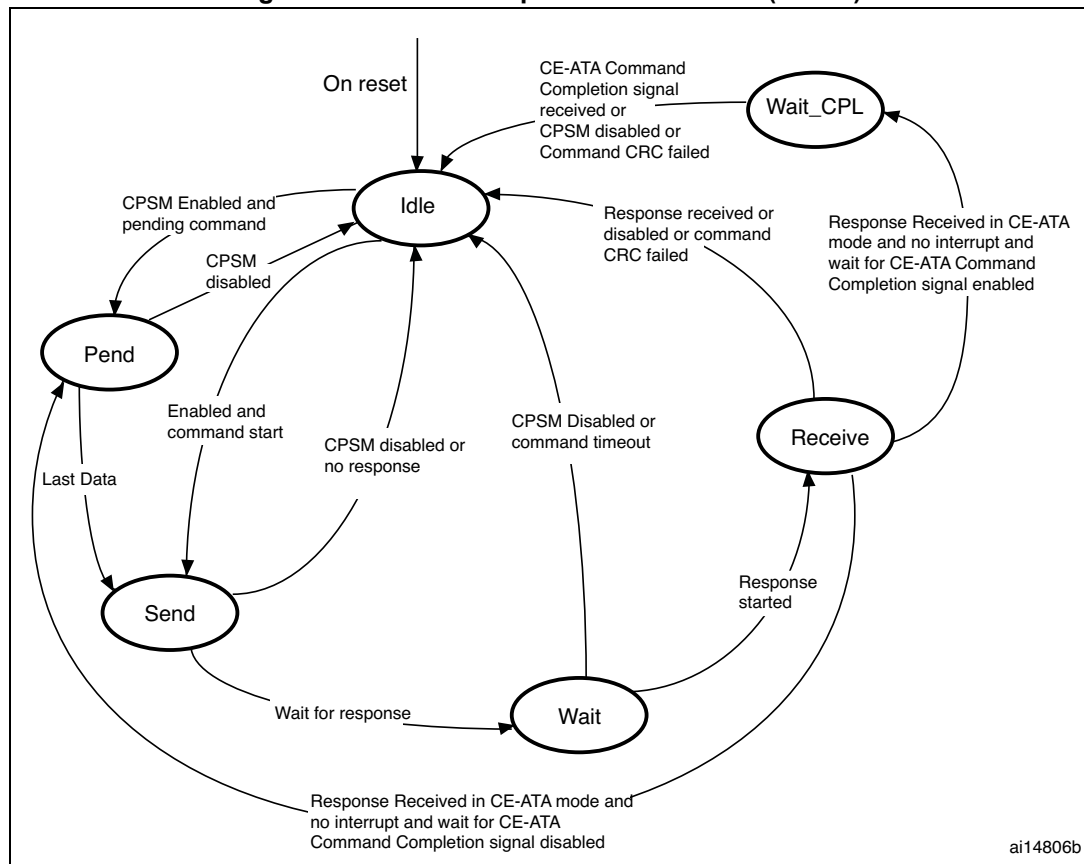 On reset
CE-ATA Command
Completion signal
received or
CPSM disabled or
Command CRC failed
Wait_CPL
CPSM Enabled and
pending command
Idle
Response received or
disabled or command
CRC failed
Response Received in CE-ATA
mode and no interrupt and
wait for CE-ATA Command
Completion signal enabled
CPSM
disabled
Pend
Enabled and
command start
CPSM disabled or
no response
CPSM Disabled or
command timeout
Receive
Last Data
Send
Response
started
Wait for response
Wait
Response Received in CE-ATA mode and
no interrupt and wait for CE-ATA
Command Completion signal disabled
ai14806b